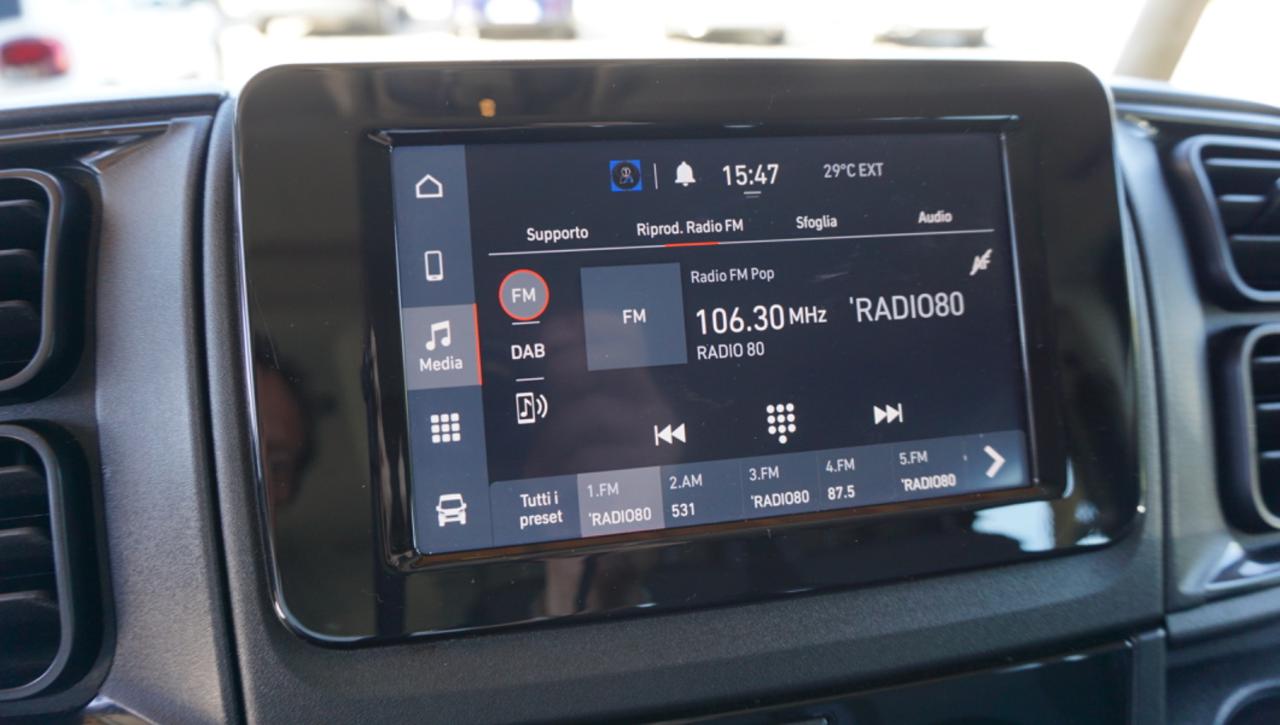 15:47 29°C EXT
Supporto Riprod. Radio FM Sfoglia Audio
FM
DAB
Media
FM
Radio FM Pop
106.30 MHz 'RADIO80
RADIO 80
Tutti i
preset
1.FM
'RADIO80
2.AM
531
3.FM
'RADIO80
4.FM
87.5
5.FM
'RADIO80